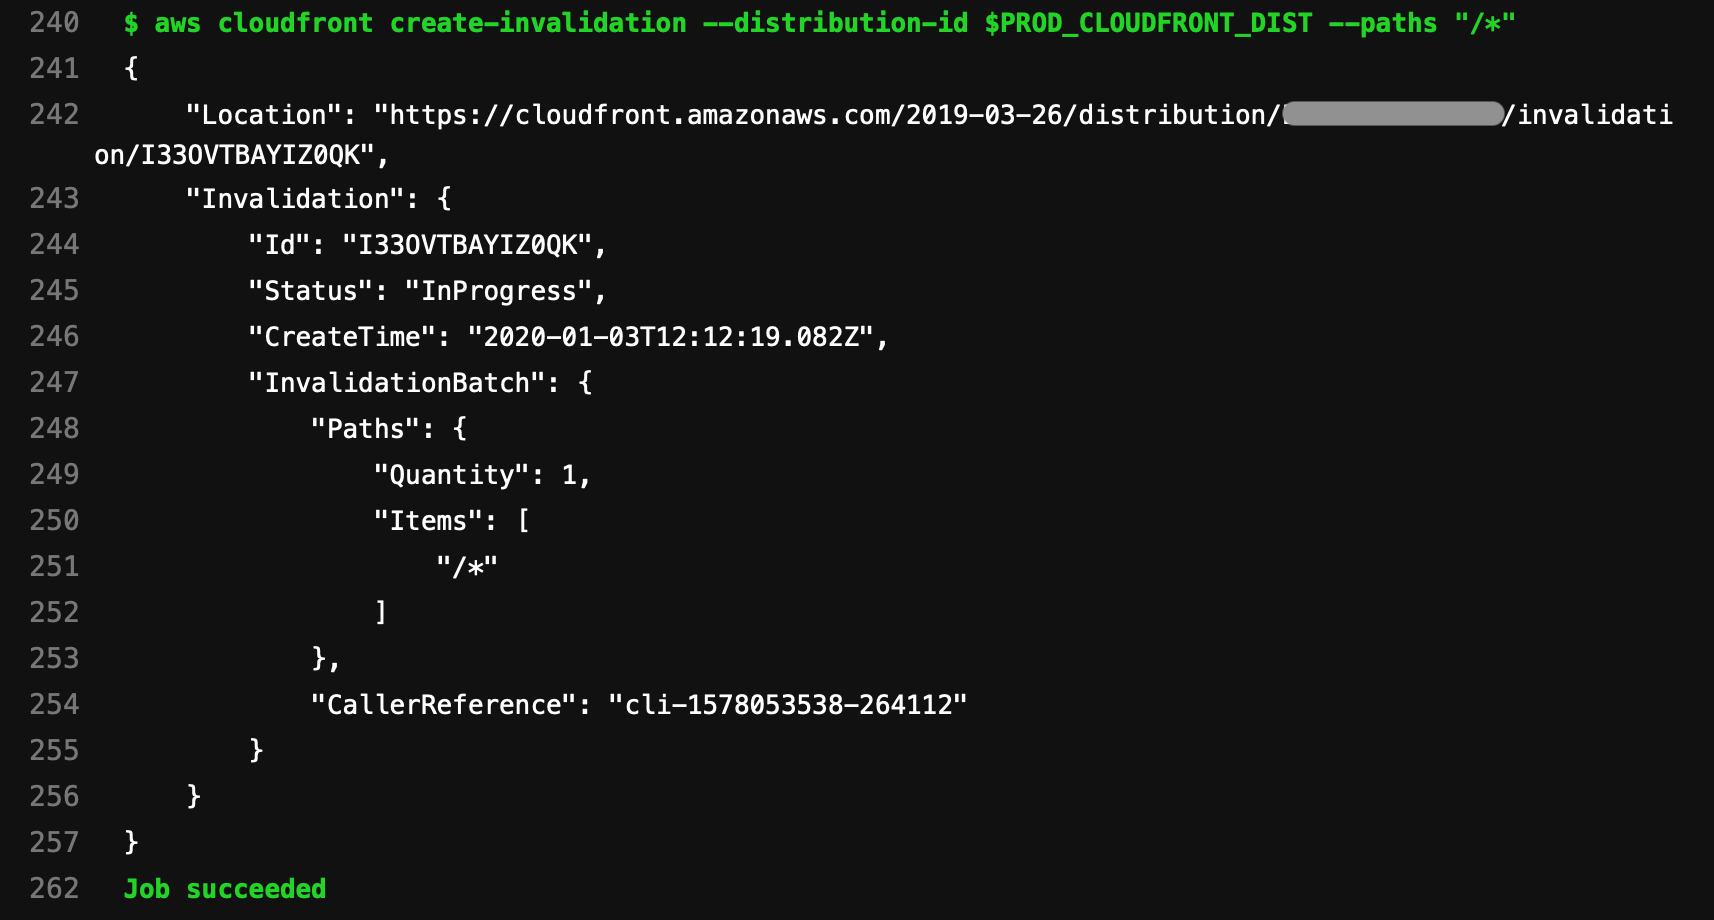 240 $ aws cloudfront create-invalidation --distribution-id $PROD_CLOUDFRONT_DIST --paths "/*"
241 {
242 "Location": "https://cloudfront.amazonaws.com/2019-03-26/distribution/ /invalidati
on/I33OVTBAYIZ0QK",
243 "Invalidation": {
244 "Id": "I33OVTBAYIZ0QK",
245 "Status": "InProgress",
246 "CreateTime": "2020-01-03T12:12:19.082Z",
247 "InvalidationBatch": {
248 "Paths": {
249 "Quantity": 1,
250 "Items": [
251 "/*"
252 ]
253 },
254 "CallerReference": "cli-1578053538-264112"
255 }
256 }
257 }
262 Job succeeded